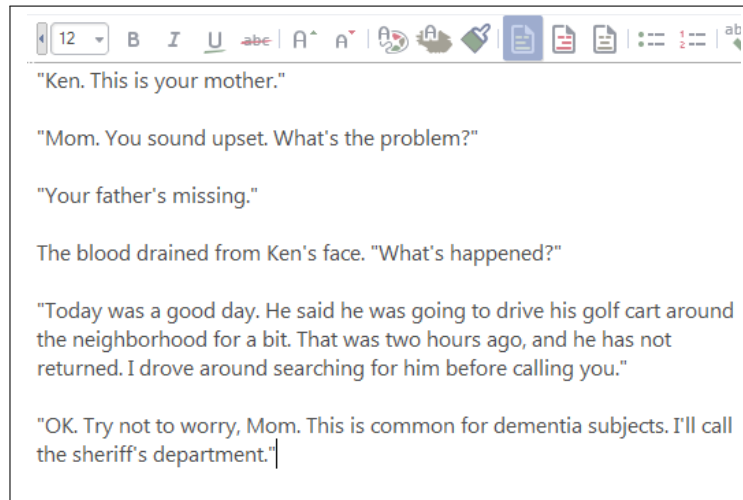 12 B I U abc A A A A 1 2 ab
"Ken. This is your mother."
"Mom. You sound upset. What's the problem?"
"Your father's missing."
The blood drained from Ken's face. "What's happened?"
"Today was a good day. He said he was going to drive his golf cart around
the neighborhood for a bit. That was two hours ago, and he has not
returned. I drove around searching for him before calling you."
"OK. Try not to worry, Mom. This is common for dementia subjects. I'll call
the sheriff's department."